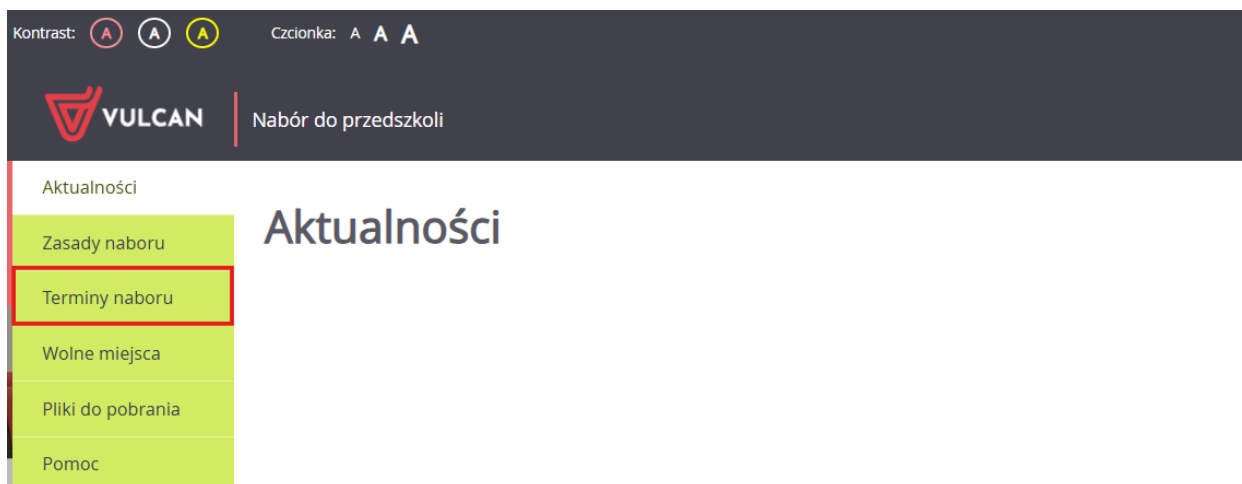 Kontrast: A A A Czcionka: A A A
VULCAN Nabór do przedszkoli
Aktualności
Aktualności
Zasady naboru
Terminy naboru
Wolne miejsca
Pliki do pobrania
Pomoc